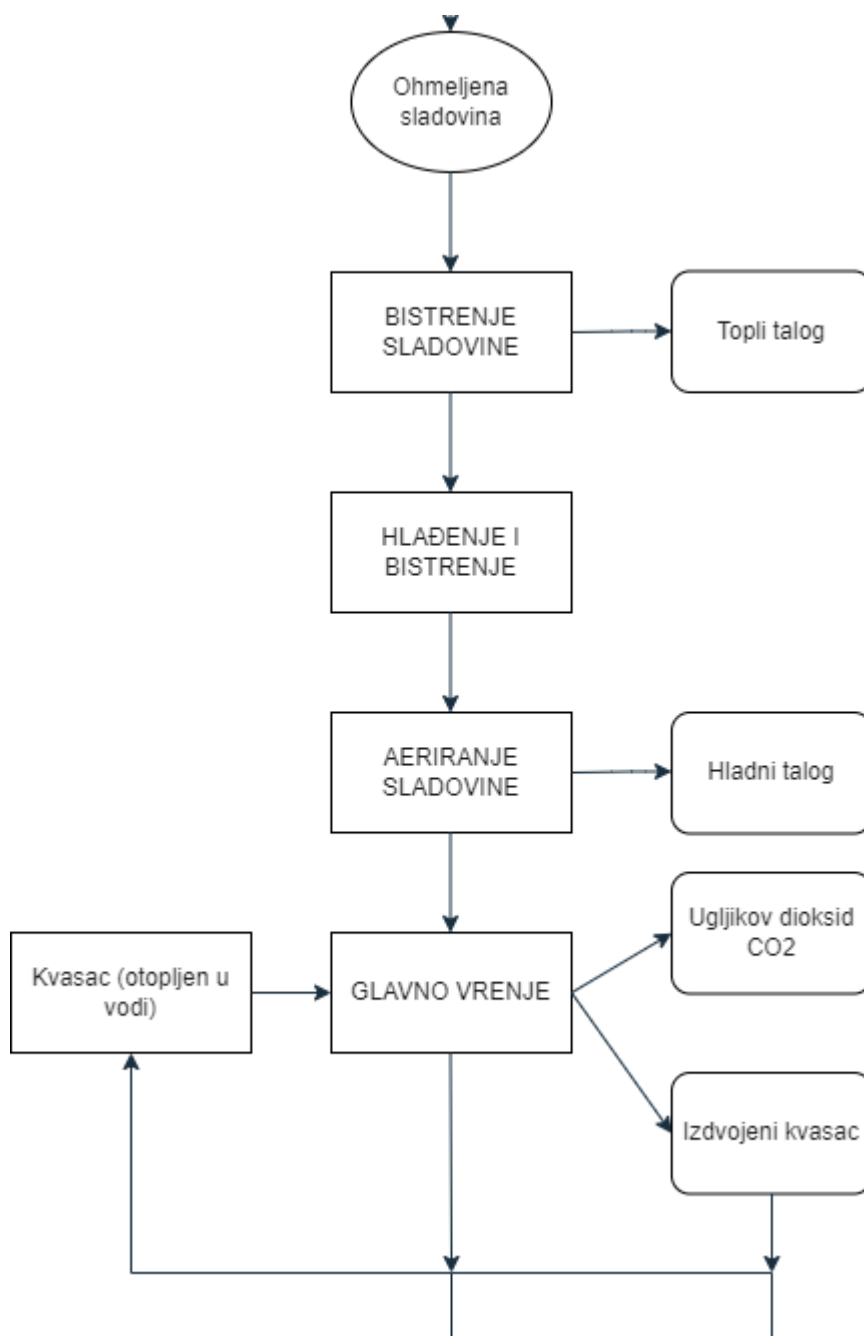 Ohmeljena
sladovina
BISTRENJE
SLADOVINE
Topli talog
HLAĐENJE I
BISTRENJE
AERIRANJE
SLADOVINE
Hladni talog
Ugljikov dioksid
CO2
Kvasac (otopljen u
vodi)
GLAVNO VRENJE
Izdvojeni kvasac